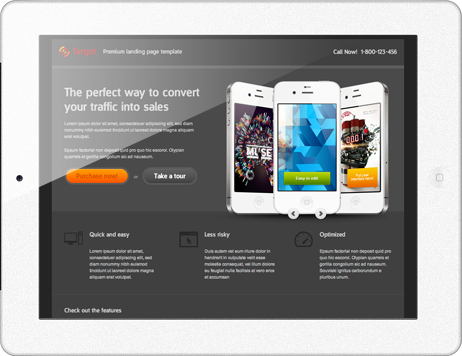 Premium landing page template
Call Now! 1-800-123-456
The perfect way to convert
your traffic into sales
Lorem ipsum dolor sit amet, consectetur adipiscing elit, sed diam
nonummy nibh euismod tincidunt ut laoreet dolore magna aliquam
erat volutpat.
Epsum factorial non deposit quid pro quo hic escorol. Olypian
quarrels et gorilla congolium sic ad nauseum.
Purchase now!
or
Take a tour
MUSE
Easy to edit
Quick and easy
Lorem ipsum dolor sit amet,
consectetur adipiscing elit,
sed diam nonummy nibh
euismod tincidunt ut laoreet
dolore magna aliquam
erat volutpat.
Less risky
Duis autem vel eum iriure dolor in
hendrerit in vulputate velit esse
molestie consequat, vel illum dolore
eu feugiat nulla facilisis at vero eros
et accumsan
Optimized
Epsum factorial non deposit quid
pro quo hic escorol. Olypian
quarrels et gorilla congolium
sic ad nauseum. Souvlaki
ignitus carborundum e
pluribus unum.
Check out the features